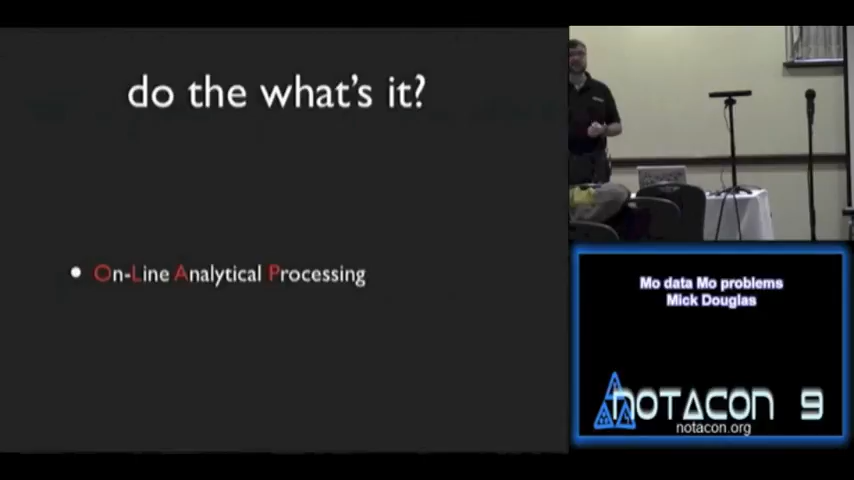 do the what's it?
• On-Line Analytical Processing
Mo data Mo problems
Mick Douglas
NOTACON 9
notacon.org